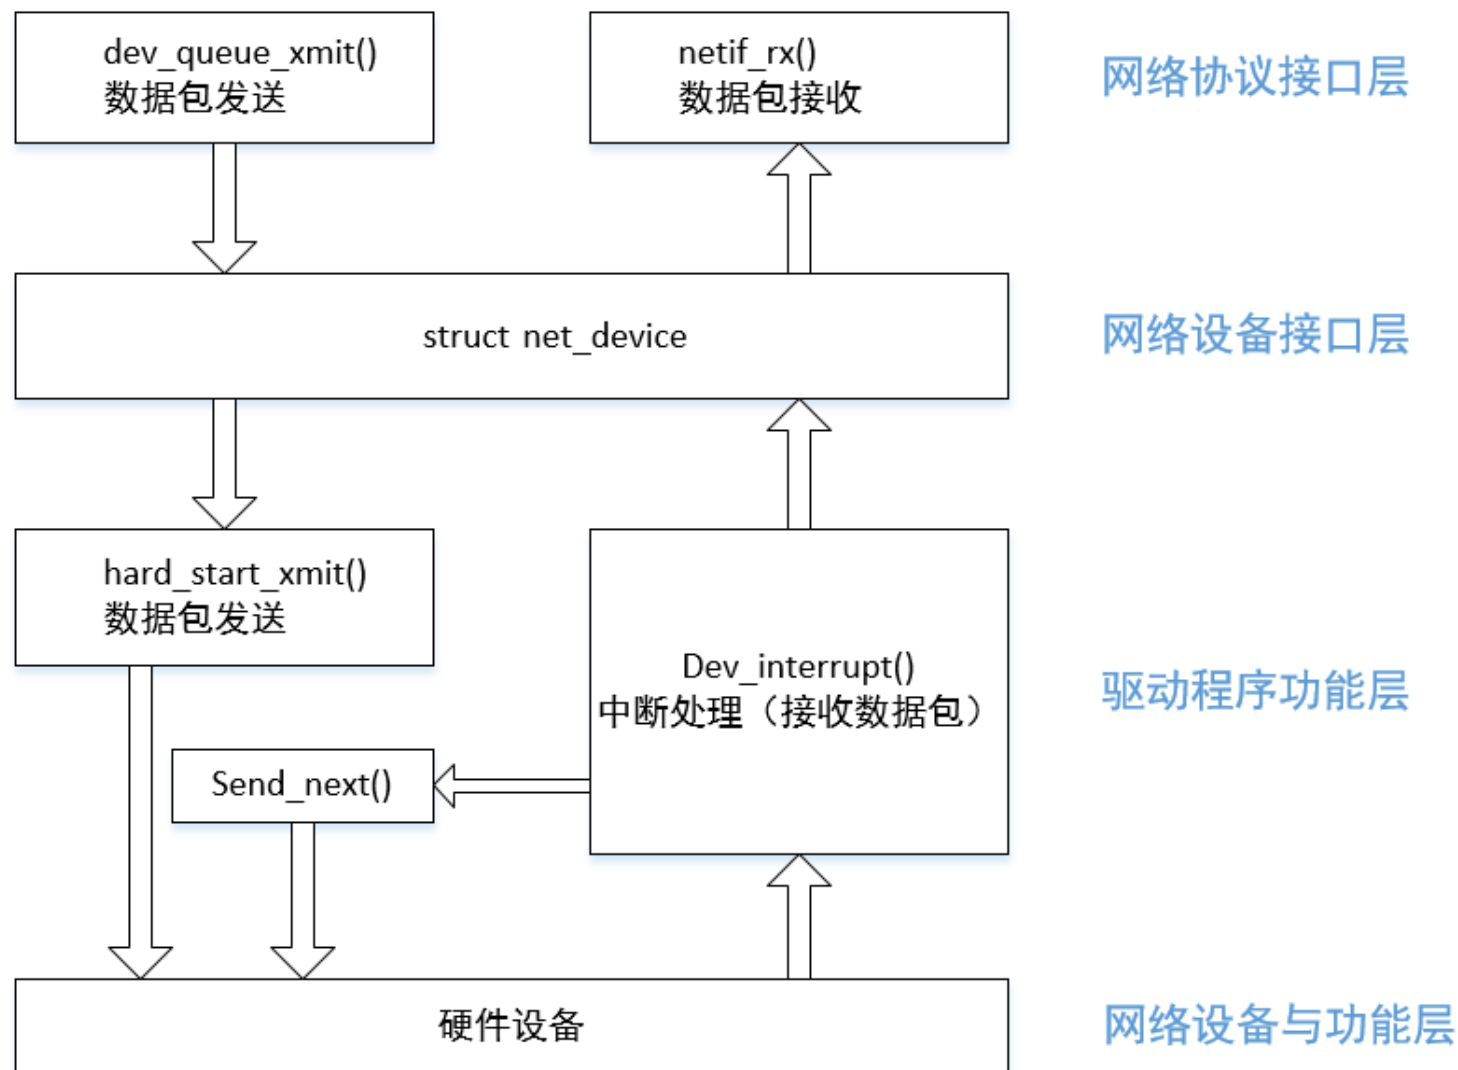 dev_queue_xmit()
数据包发送
netif_rx()
数据包接收
网络协议接口层
struct net_device
网络设备接口层
hard_start_xmit()
数据包发送
Dev_interrupt()
中断处理（接收数据包）
驱动程序功能层
Send_next()
硬件设备
网络设备与功能层